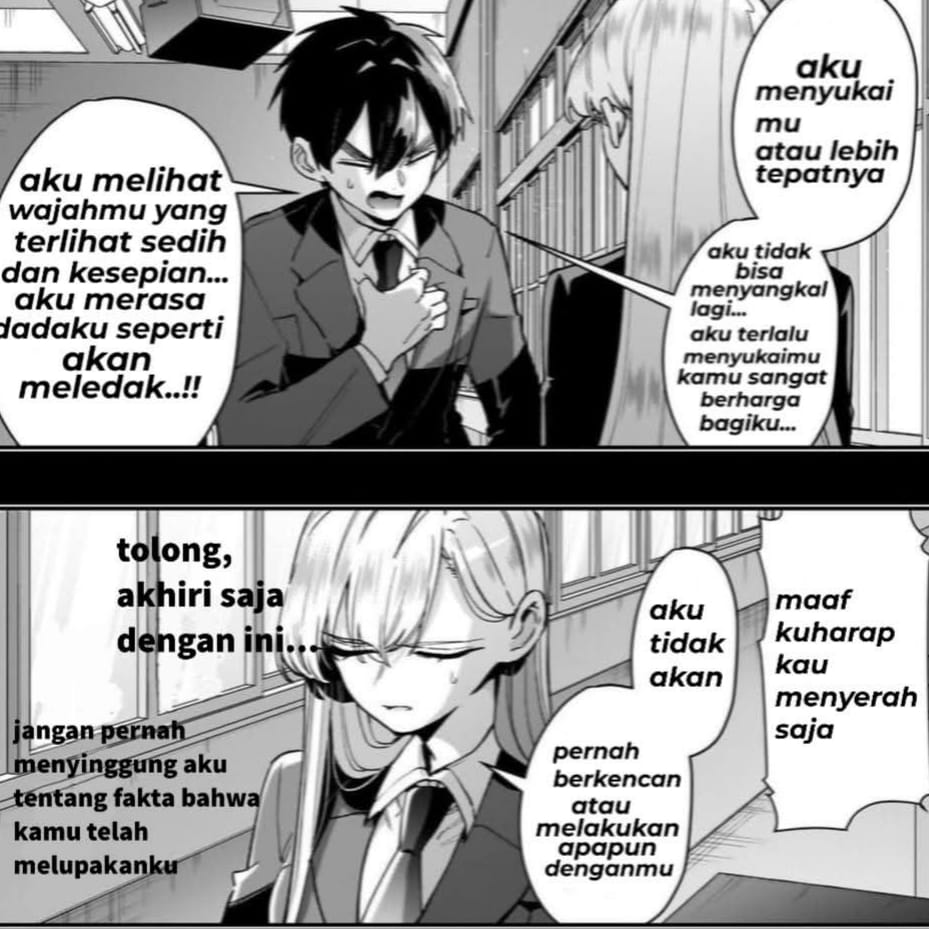 aku
menyukai
mu
atau lebih
tepatnya
aku tidak
bisa
menyangkal
lagi...
aku terlalu
menyukaimu
kamu sangat
berharga
bagiku...
aku melihat
wajahmu yang
terlihat sedih
dan kesepian...
aku merasa
dadaku seperti
akan
meledak..!!
maaf
kuharap
kau
menyerah
saja
aku
tidak
akan
pernah
berkencan
atau
melakukan
apapun
denganmu
tolong,
akhiri saja
dengan ini...
jangan pernah
menyinggung aku
tentang fakta bahwa
kamu telah
melupakanku